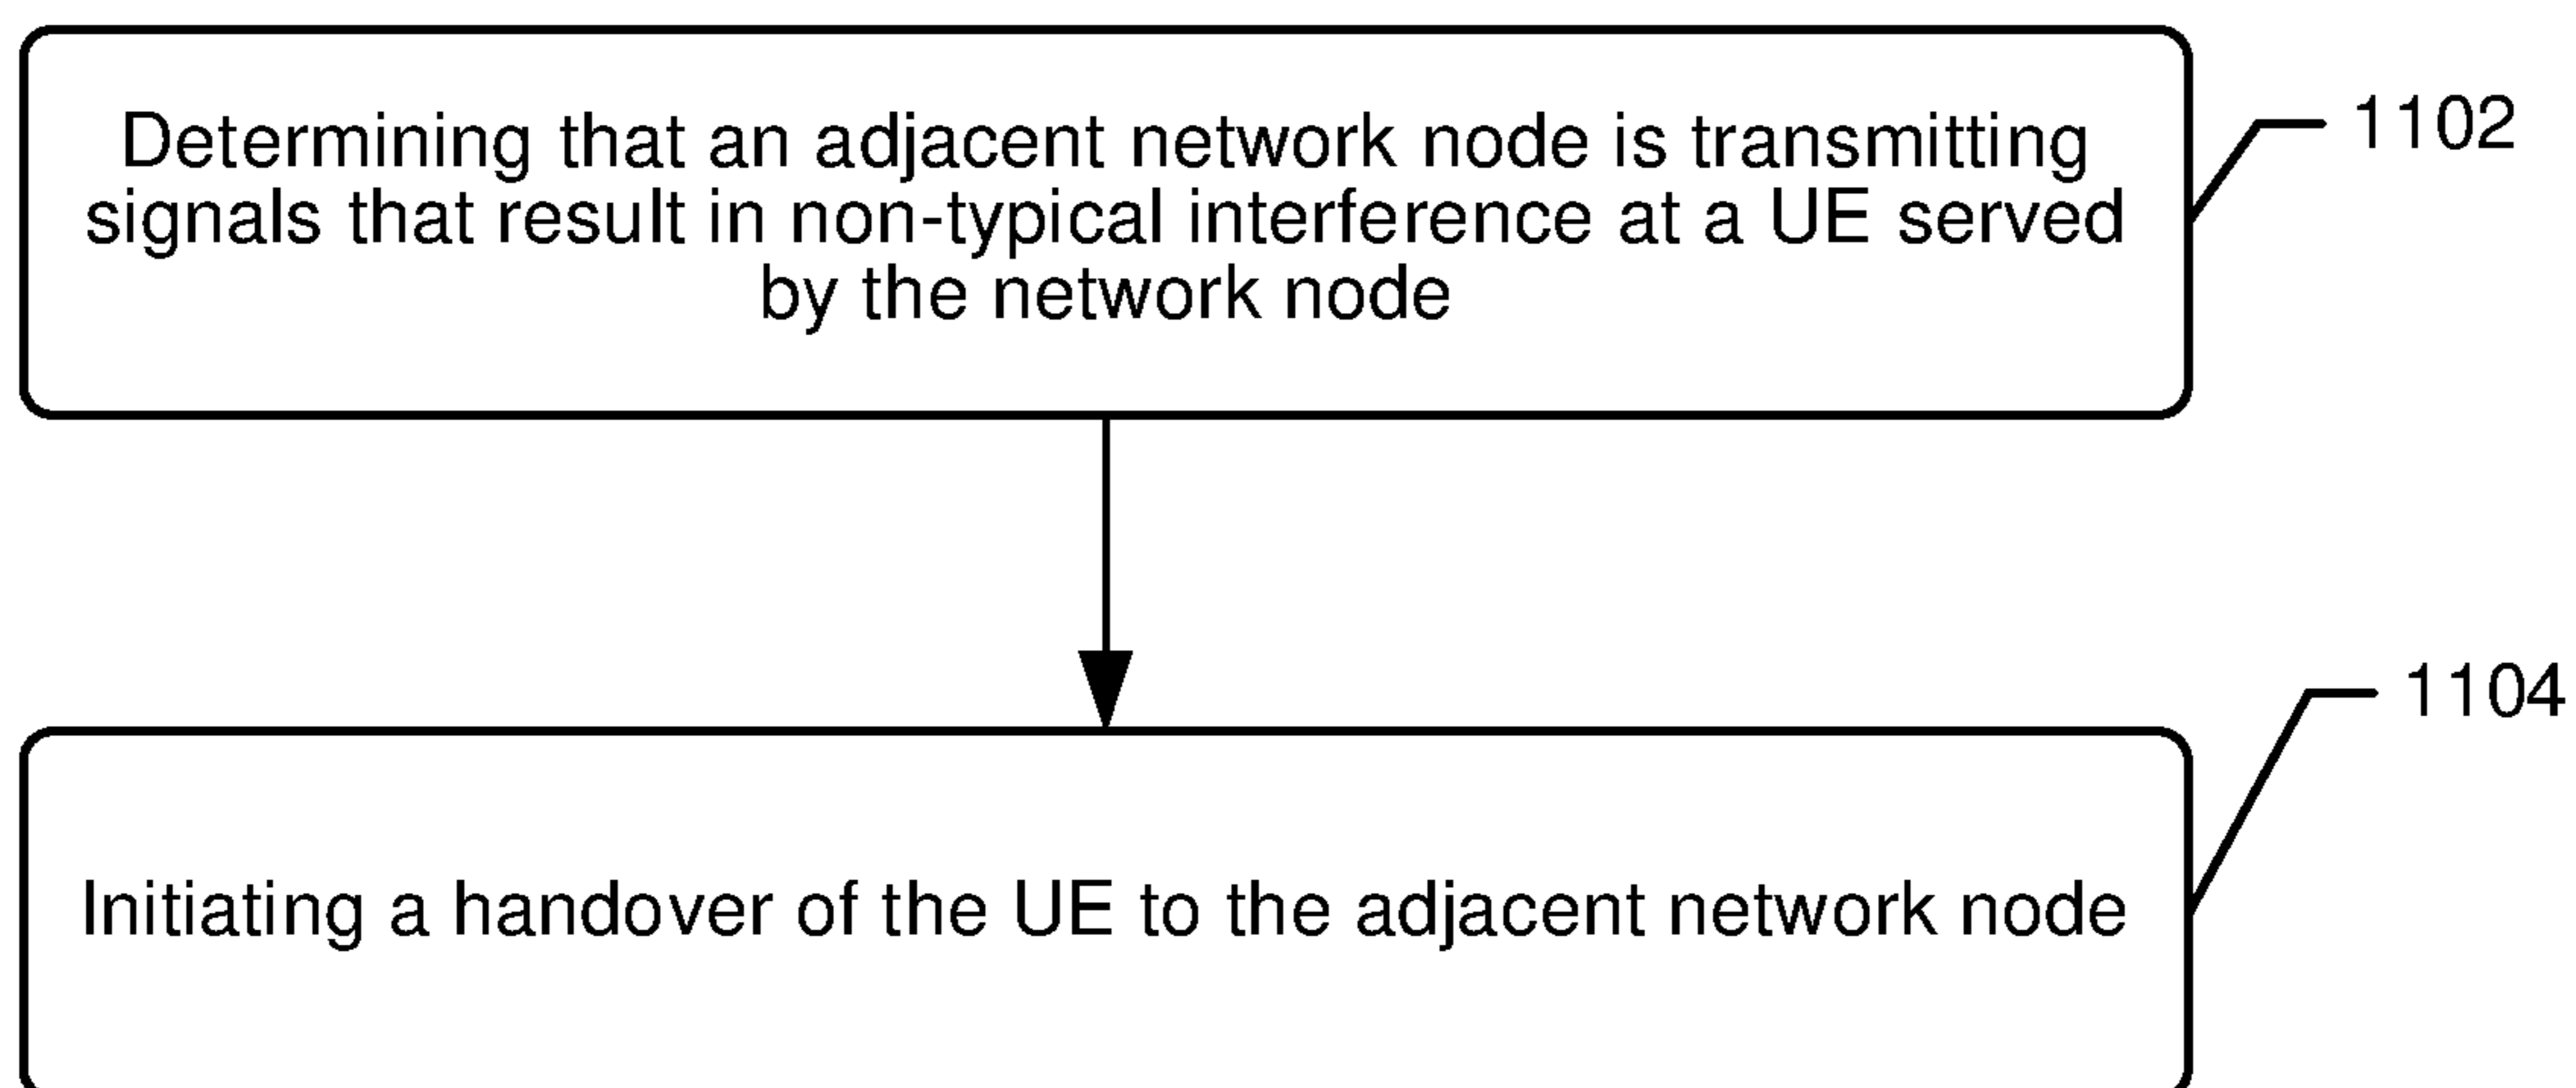 Determining that an adjacent network node is transmitting
signals that result in non-typical interference at a UE served
by the network node
1102
1104
Initiating a handover of the UE to the adjacent network node